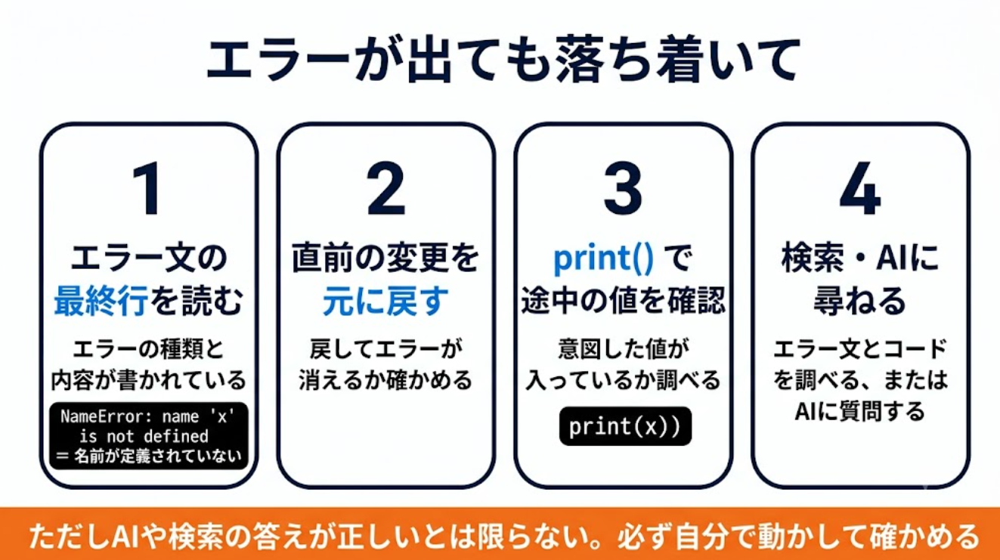 エラーが出ても落ち着いて
1
エラー文の
最終行を読む
エラーの種類と
内容が書かれている
NameError: name 'x'
is not defined
＝ 名前が定義されていない
2
直前の変更を
元に戻す
戻してエラーが
消えるか確かめる
3
print() で
途中の値を確認
意図した値が
入っているか調べる
print(x))
4
検索・AIに
尋ねる
エラー文とコード
を調べる、または
AIに質問する
ただしAIや検索の答えが正しいとは限らない。必ず自分で動かして確かめる